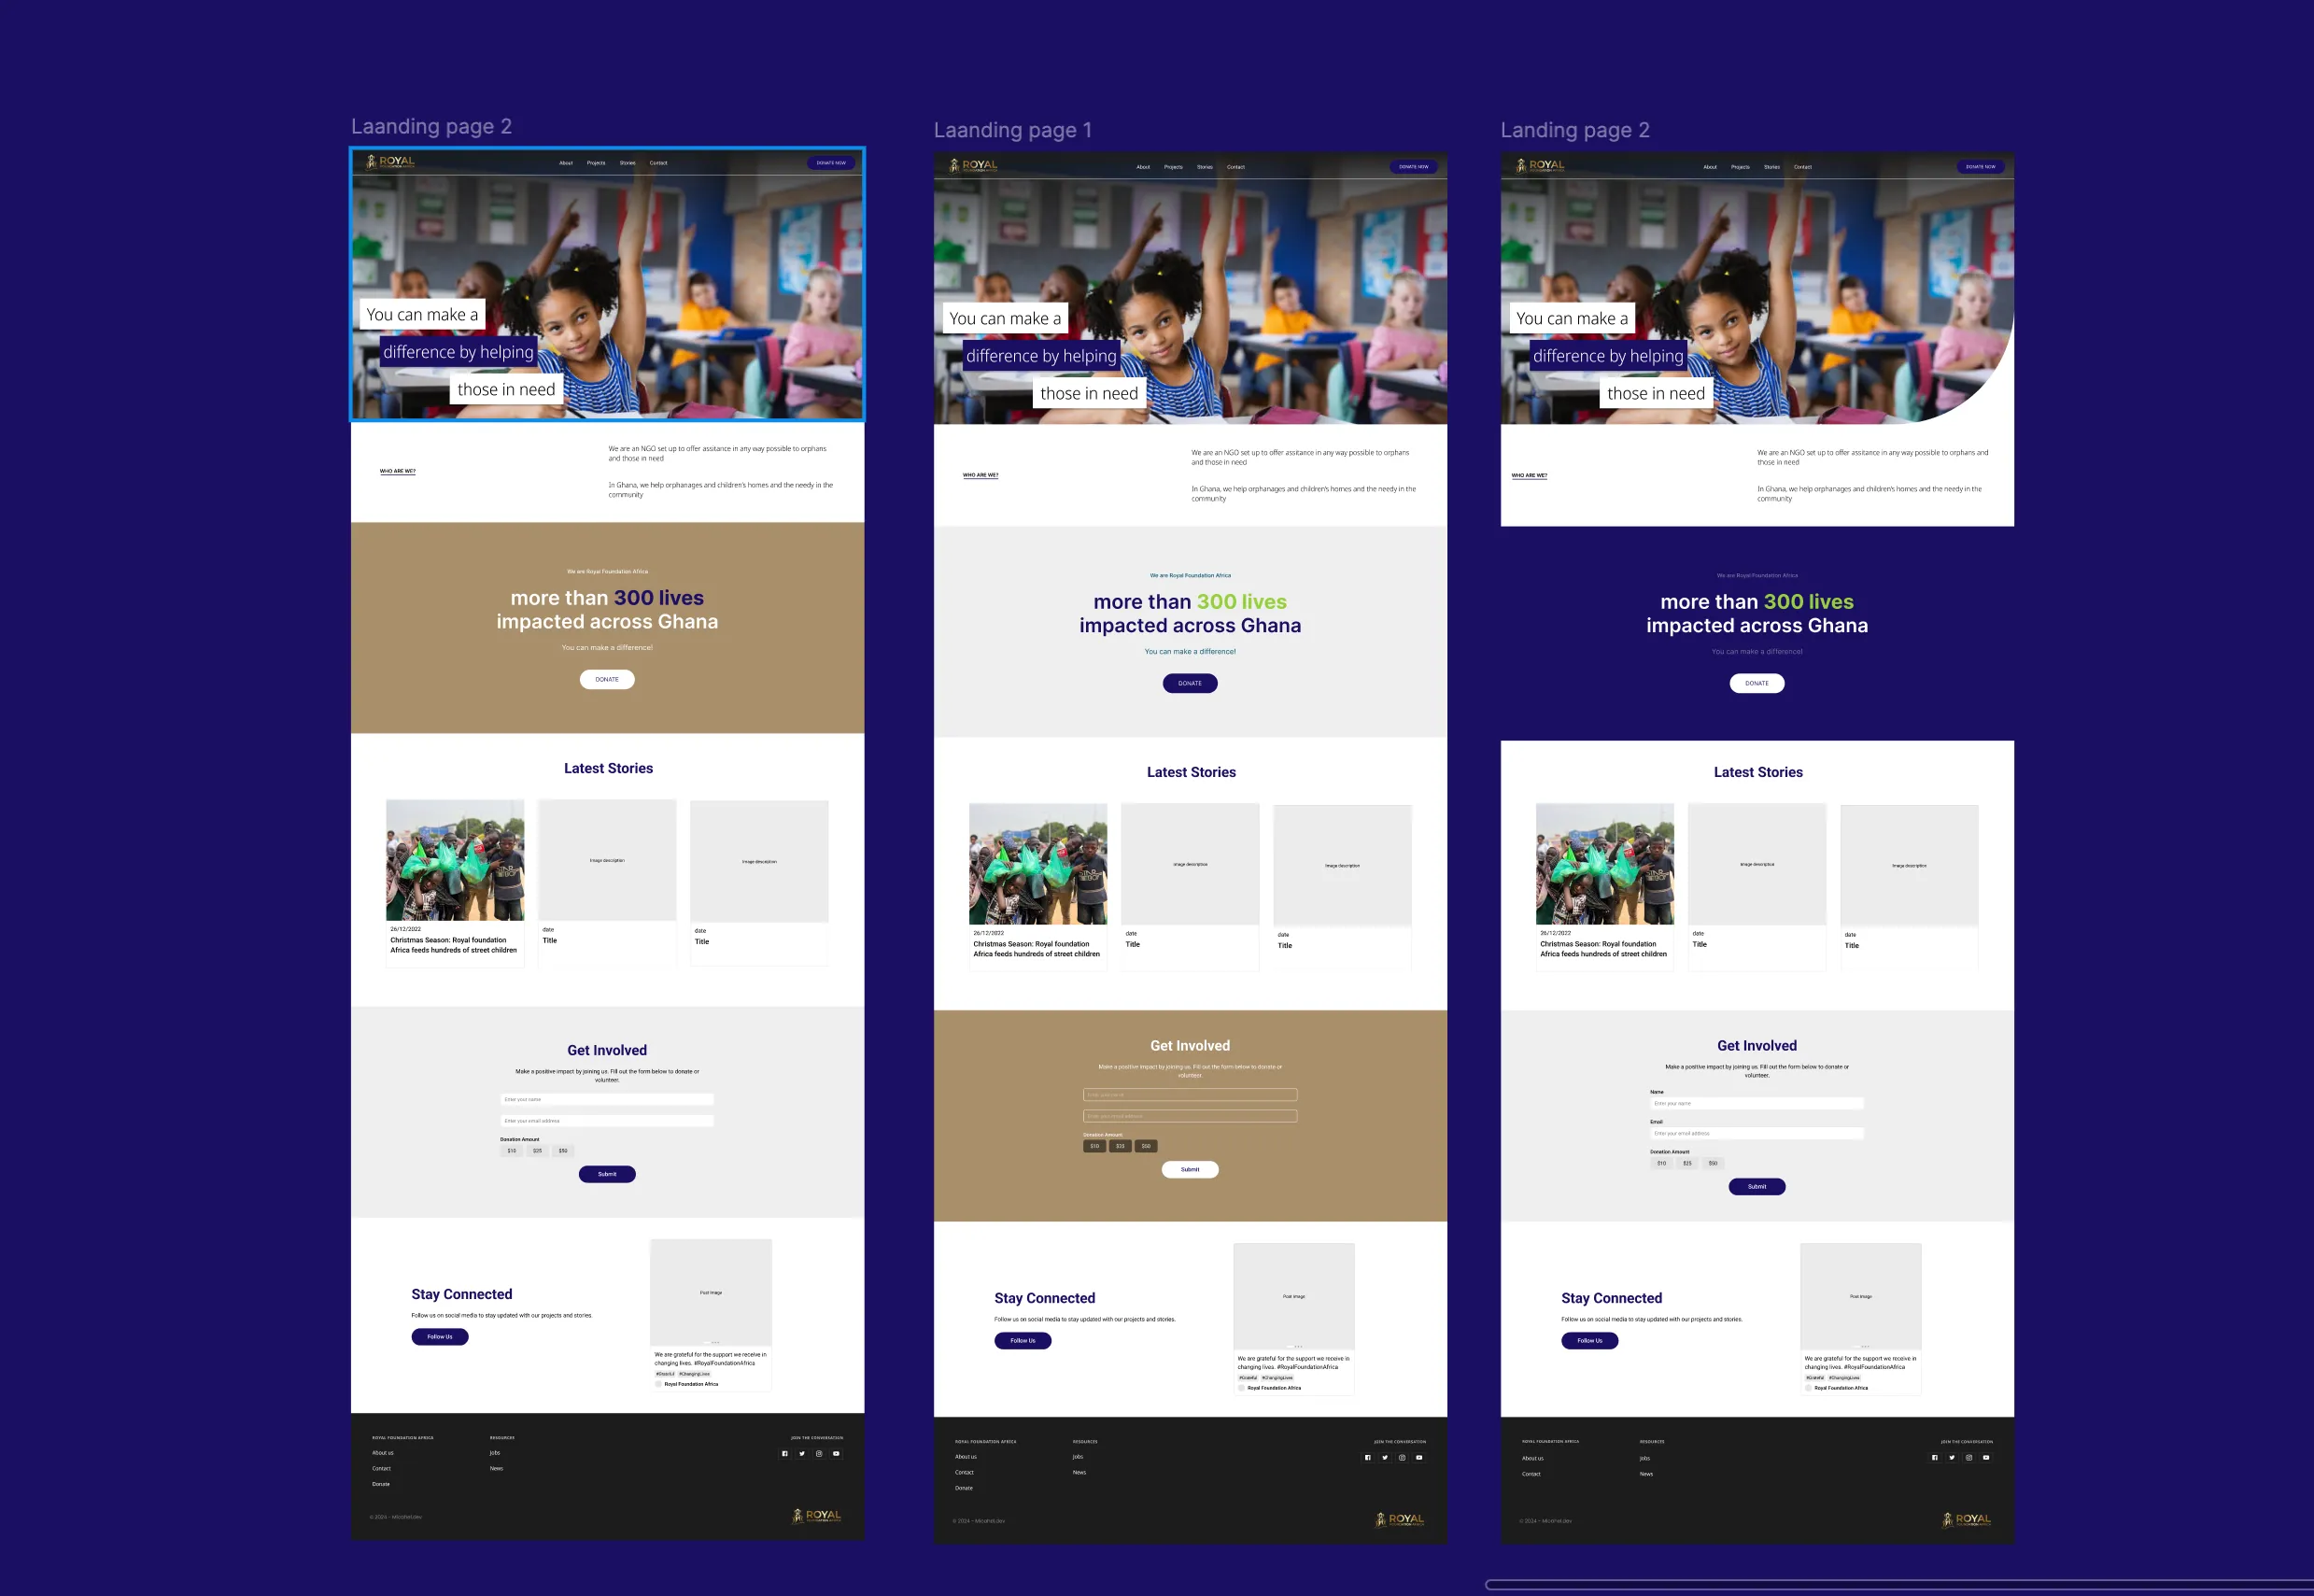 Laanding page 2
ROYAL
FOUNDATION AFRICA
About Projects Stories Contact
DONATE NOW
You can make a
difference by helping
those in need
WHO ARE WE?
We are an NGO set up to offer assitance in any way possible to orphans
and those in need
In Ghana, we help orphanages and children's homes and the needy in the
community
We are Royal Foundation Africa
more than 300 lives
impacted across Ghana
You can make a difference!
DONATE
Latest Stories
26/12/2022
Christmas Season: Royal foundation
Africa feeds hundreds of street children
Image description
date
Title
Image description
date
Title
Get Involved
Make a positive impact by joining us. Fill out the form below to donate or
volunteer.
Enter your name
Enter your email address
Donation Amount
$10 $25 $50
Submit
Stay Connected
Follow us on social media to stay updated with our projects and stories.
Follow Us
Post Image
We are grateful for the support we receive in
changing lives. #RoyalFoundationAfrica
#Grateful #ChangingLives
Royal Foundation Africa
ROYAL FOUNDATION AFRICA
About us
Contact
Donate
RESOURCES
Jobs
News
JOIN THE CONVERSATION
© 2024 -
ROYAL
FOUNDATION AFRICA
Laanding page 1
ROYAL
FOUNDATION AFRICA
About Projects Stories Contact
DONATE NOW
You can make a
difference by helping
those in need
WHO ARE WE?
We are an NGO set up to offer assitance in any way possible to orphans
and those in need
In Ghana, we help orphanages and children's homes and the needy in the
community
We are Royal Foundation Africa
more than 300 lives
impacted across Ghana
You can make a difference!
DONATE
Latest Stories
26/12/2022
Christmas Season: Royal foundation
Africa feeds hundreds of street children
Image description
date
Title
Image description
date
Title
Get Involved
Make a positive impact by joining us. Fill out the form below to donate or
volunteer.
Enter your name
Enter your email address
Donation Amount
$10 $25 $50
Submit
Stay Connected
Follow us on social media to stay updated with our projects and stories.
Follow Us
Post Image
We are grateful for the support we receive in
changing lives. #RoyalFoundationAfrica
#Grateful #ChangingLives
Royal Foundation Africa
ROYAL FOUNDATION AFRICA
About us
Contact
Donate
RESOURCES
Jobs
News
JOIN THE CONVERSATION
© 2024 -
ROYAL
FOUNDATION AFRICA
Landing page 2
ROYAL
FOUNDATION AFRICA
About Projects Stories Contact
DONATE NOW
You can make a
difference by helping
those in need
WHO ARE WE?
We are an NGO set up to offer assitance in any way possible to orphans and
those in need
In Ghana, we help orphanages and children's homes and the needy in the
community
We are Royal Foundation Africa
more than 300 lives
impacted across Ghana
You can make a difference!
DONATE
Latest Stories
26/12/2022
Christmas Season: Royal foundation
Africa feeds hundreds of street children
Image description
date
Title
Image description
date
Title
Get Involved
Make a positive impact by joining us. Fill out the form below to donate or
volunteer.
Name
Enter your name
Email
Enter your email address
Donation Amount
$10 $25 $50
Submit
Stay Connected
Follow us on social media to stay updated with our projects and stories.
Follow Us
Post Image
We are grateful for the support we receive in
changing lives. #RoyalFoundationAfrica
#Grateful #ChangingLives
Royal Foundation Africa
ROYAL FOUNDATION AFRICA
About us
Contact
RESOURCES
Jobs
News
JOIN THE CONVERSATION
© 2024 -
ROYAL
FOUNDATION AFRICA